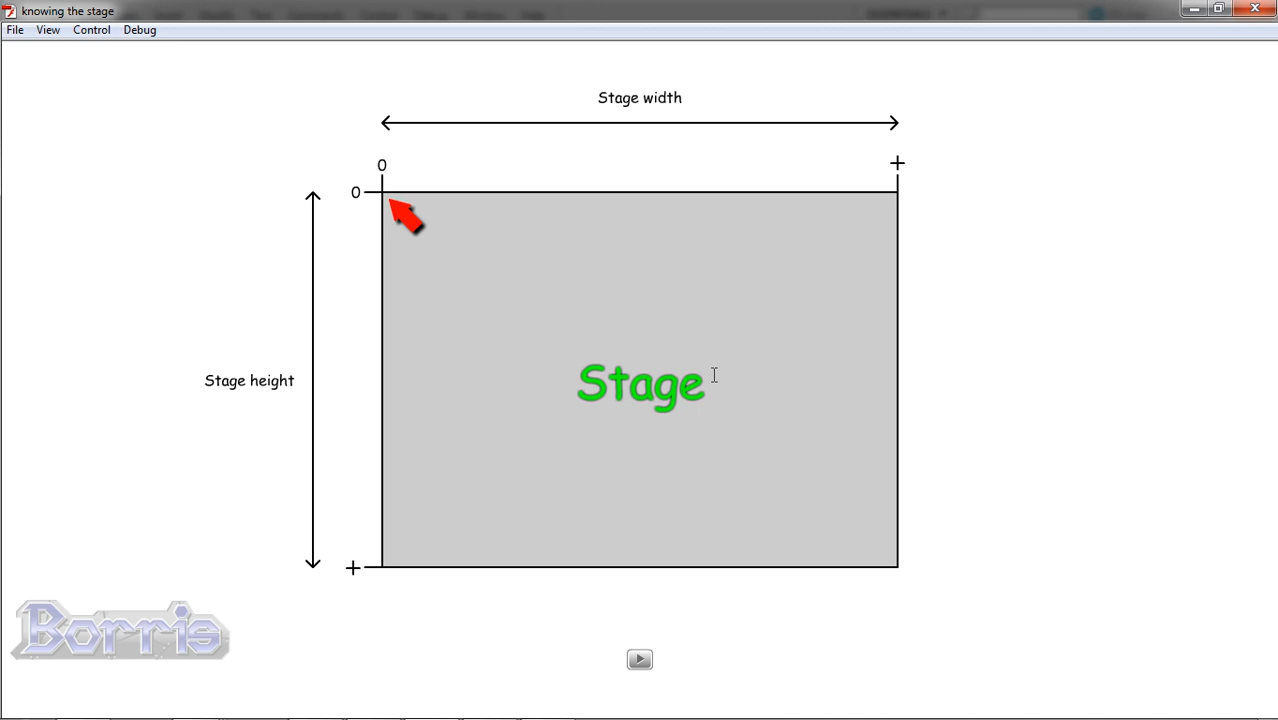 knowing the stage
File View Control Debug
Stage width
0 +
0
Stage height
Stage
+
Borris